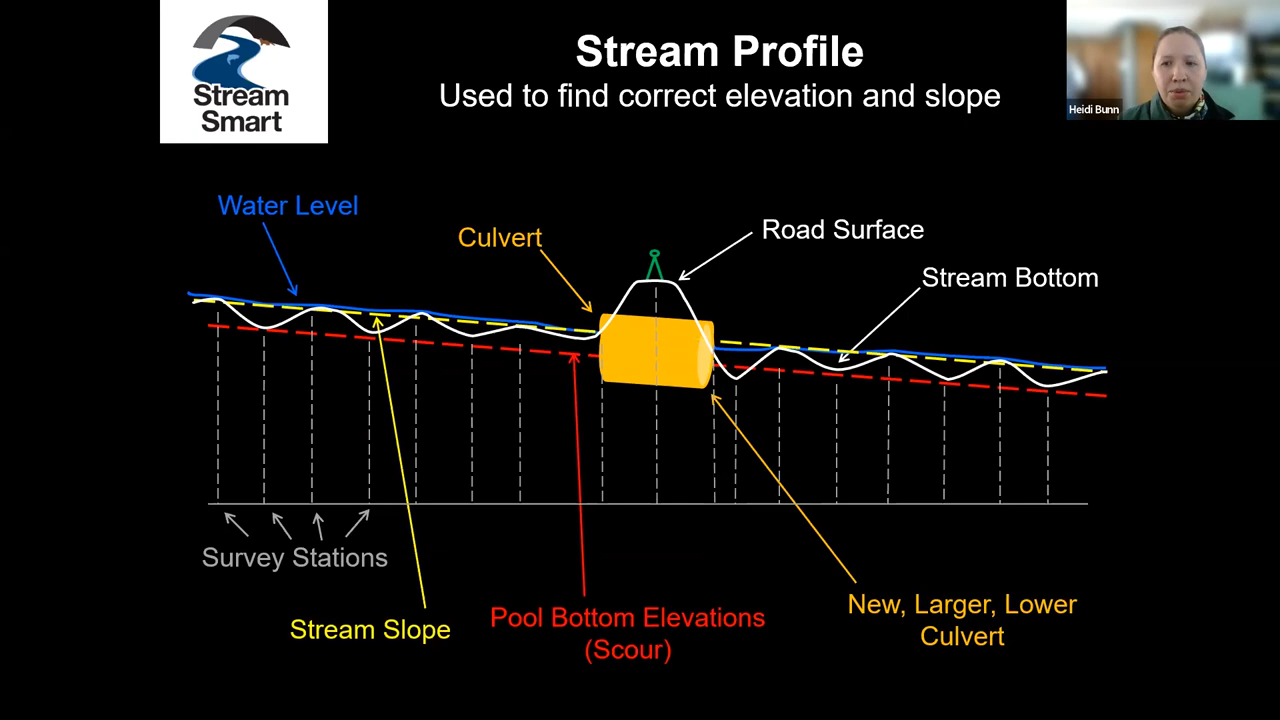 Stream
Smart
Stream Profile
Used to find correct elevation and slope
Heidi Bunn
Water Level
Culvert
Road Surface
Stream Bottom
Survey Stations
Stream Slope
Pool Bottom Elevations
(Scour)
New, Larger, Lower
Culvert